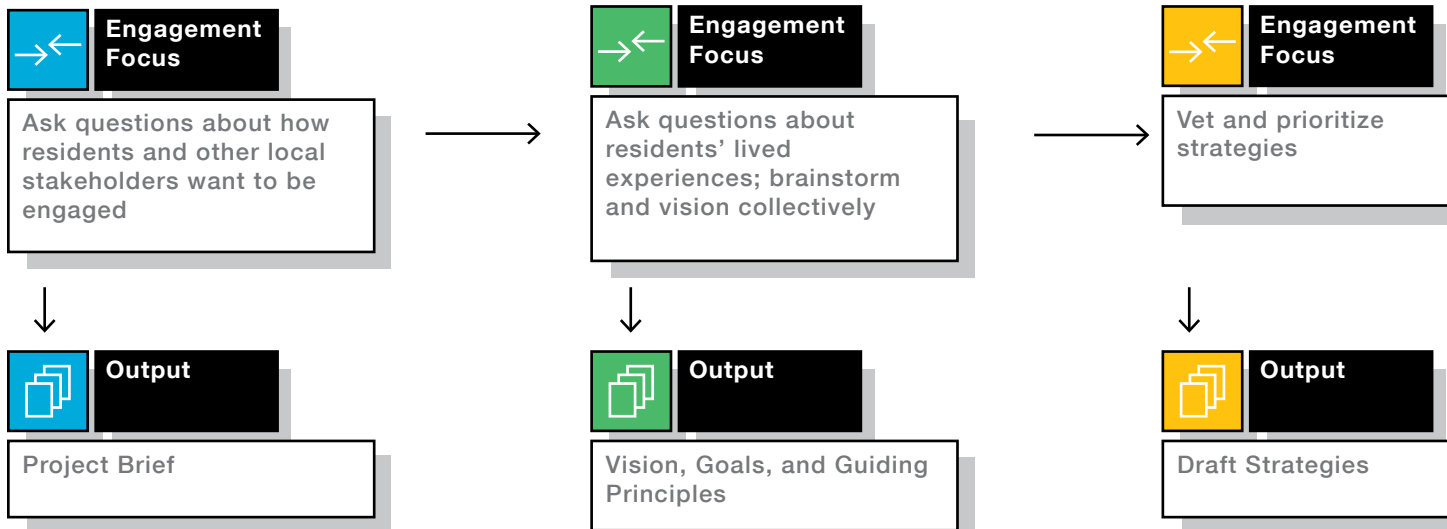 Engagement
Focus
Ask questions about how
residents and other local
stakeholders want to be
engaged
Engagement
Focus
Ask questions about
residents’ lived
experiences; brainstorm
and vision collectively
Engagement
Focus
Vet and prioritize
strategies
Output
Project Brief
Output
Vision, Goals, and Guiding
Principles
Output
Draft Strategies